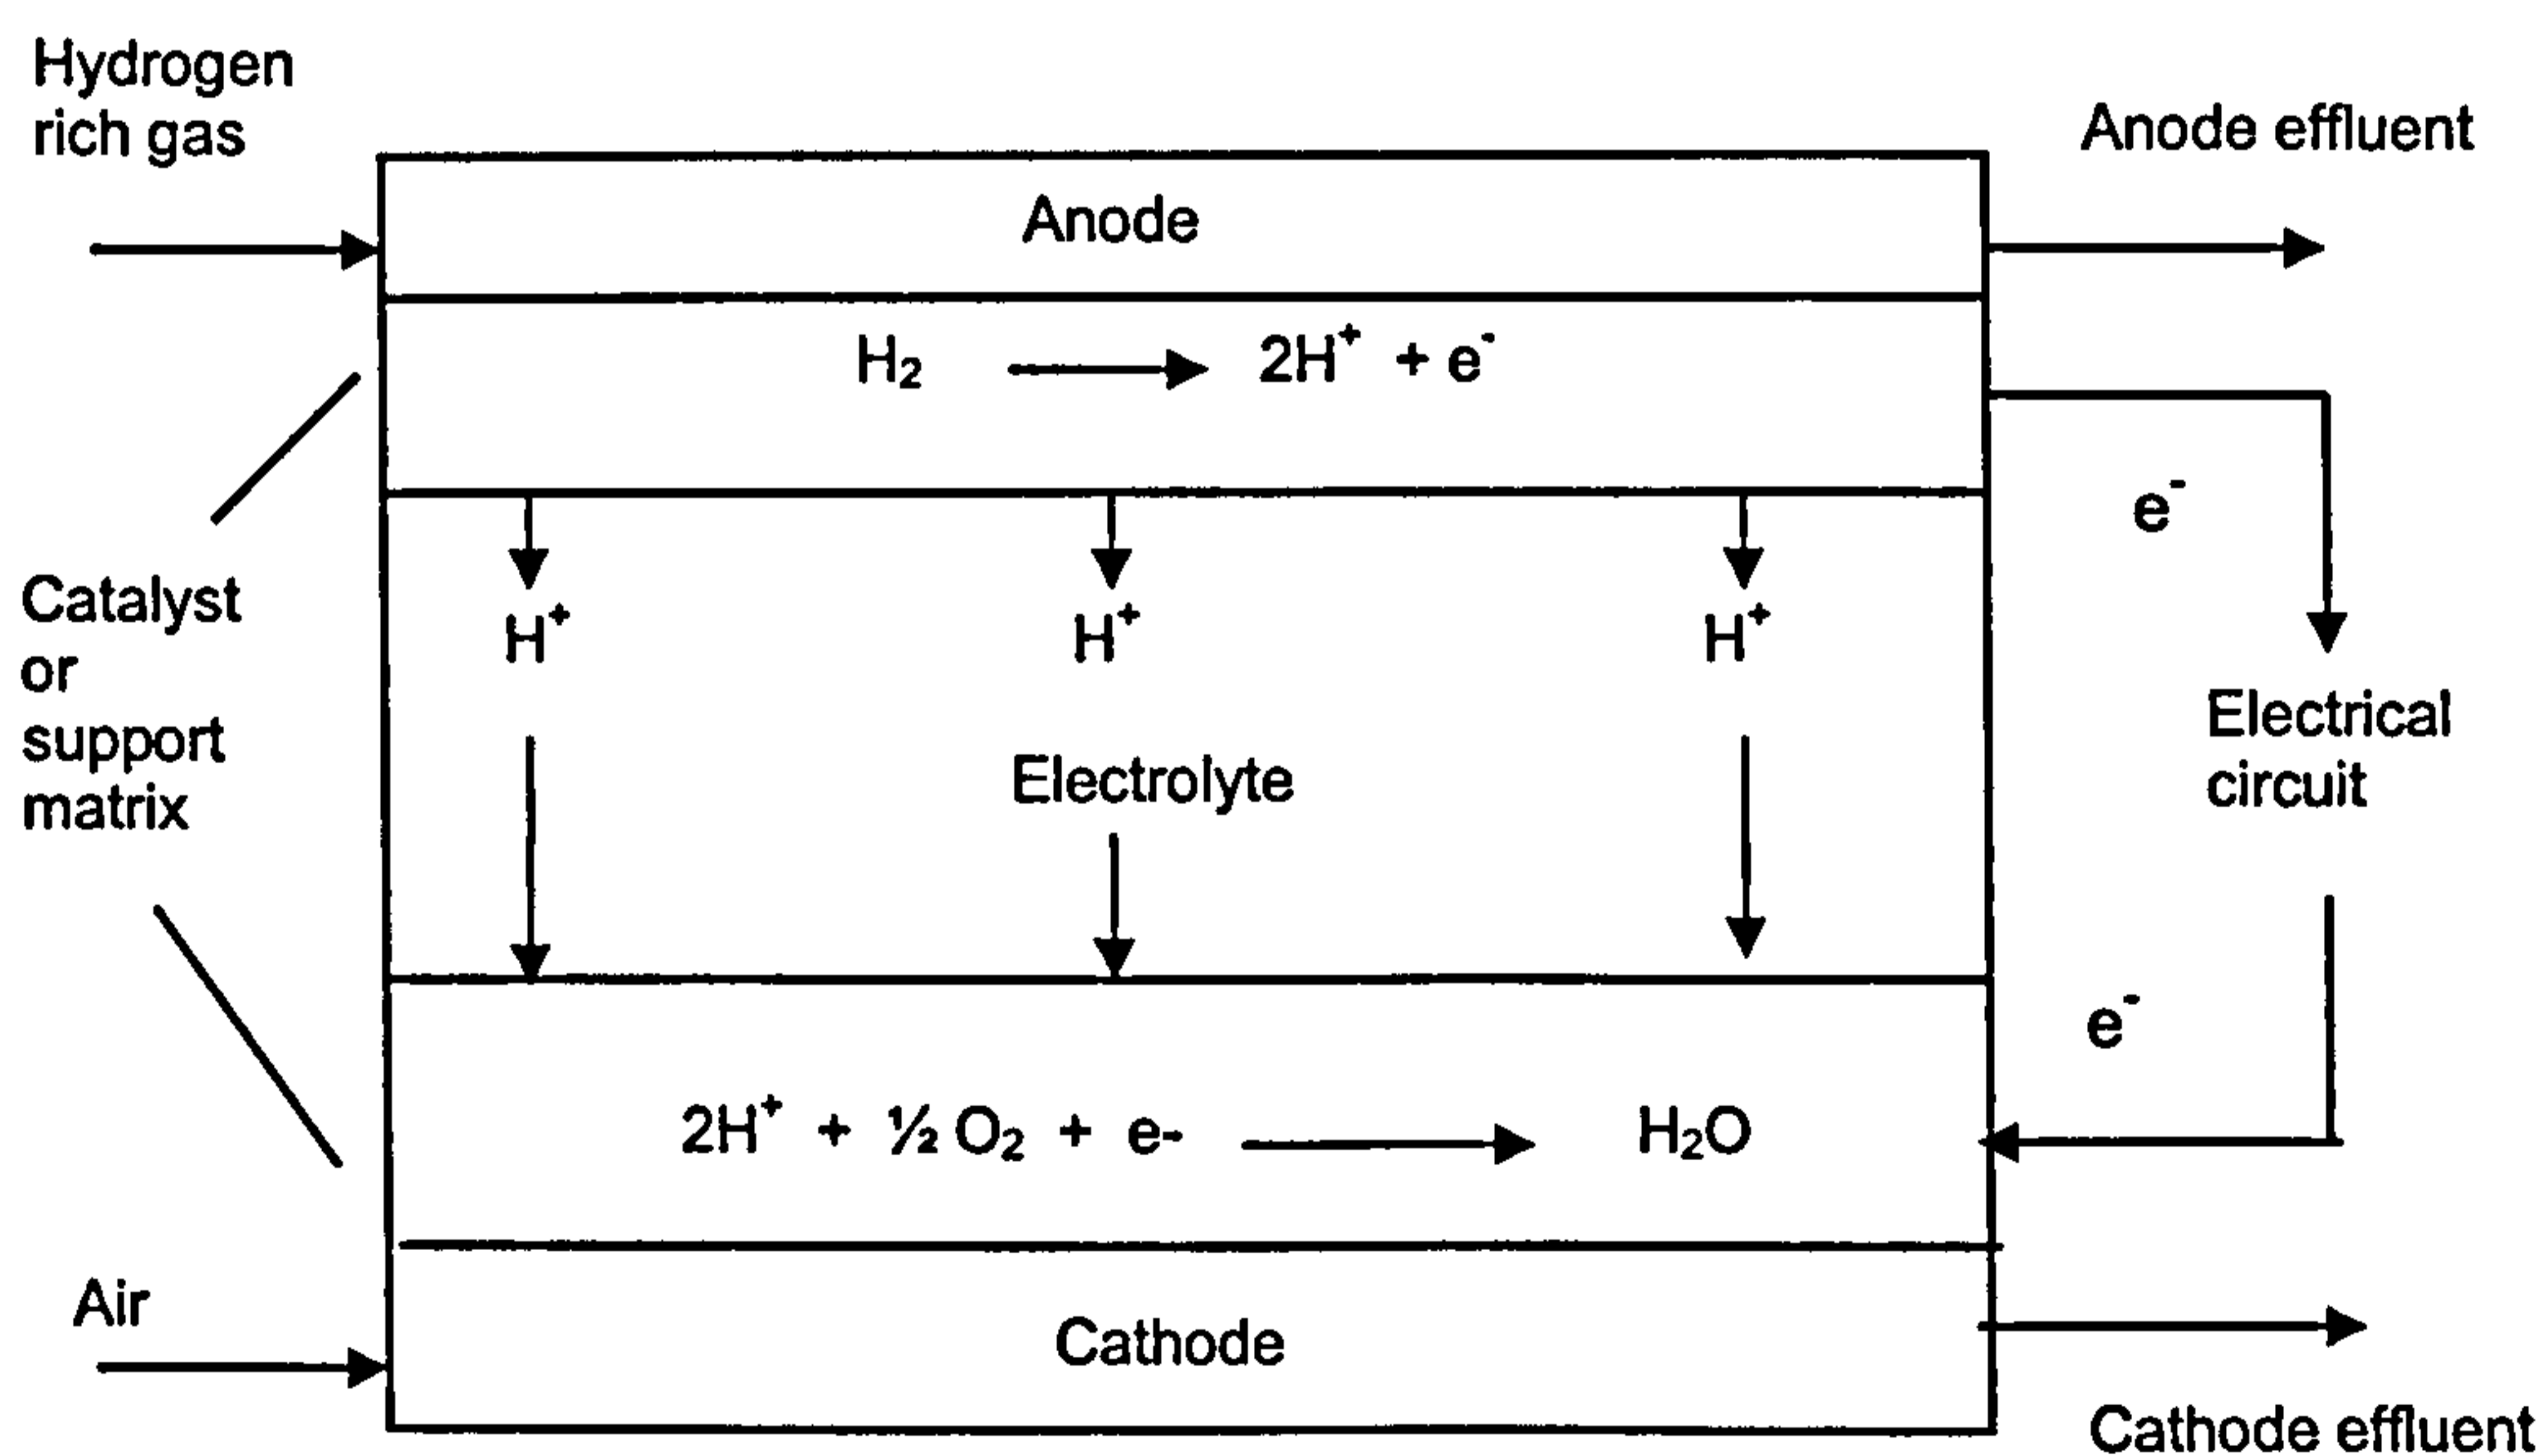 Hydrogen
rich gas
Anode effluent
Anode
H₂ → 2H⁺ + e⁻
e⁻
H⁺ H⁺ H⁺
Catalyst
or
support
matrix
Electrolyte
Electrical
circuit
e⁻
2H⁺ + ½ O₂ + e- → H₂O
Air
Cathode
Cathode effluent